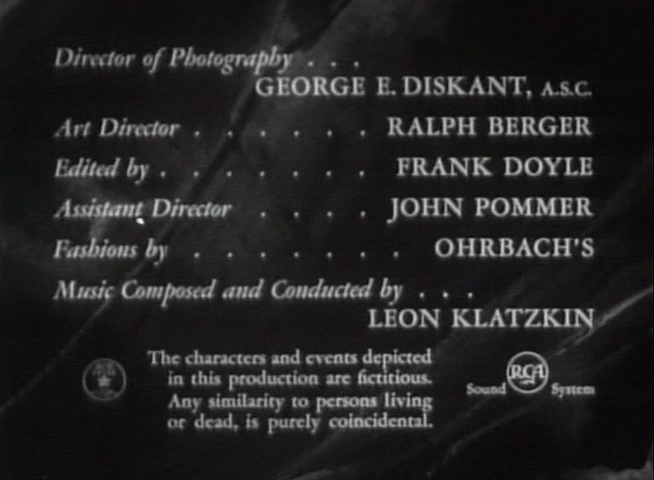 Director of Photography . . .
GEORGE E. DISKANT, A.S.C.
Art Director . . . . . . RALPH BERGER
Edited by . . . . . . . FRANK DOYLE
Assistant Director . . . . JOHN POMMER
Fashions by . . . . . . . OHRBACH'S
Music Composed and Conducted by . . .
LEON KLATZKIN
The characters and events depicted
in this production are fictitious.
Any similarity to persons living
or dead, is purely coincidental.
RCA
Sound System